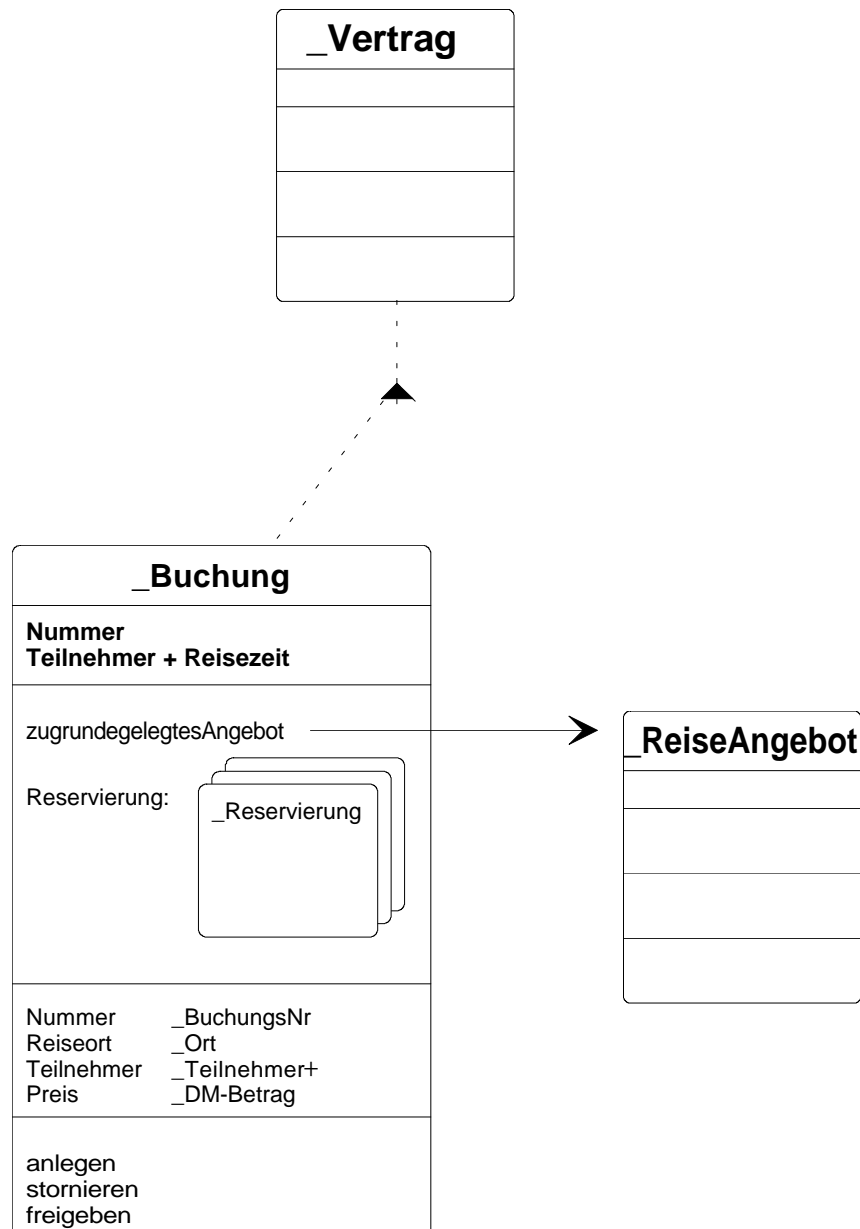 _Vertrag
_Buchung
Nummer
Teilnehmer + Reisezeit
zugrundegelegtesAngebot
_ReiseAngebot
Reservierung:
_Reservierung
Nummer _BuchungsNr
Reiseort _Ort
Teilnehmer _Teilnehmer+
Preis _DM-Betrag
anlegen
stornieren
freigeben